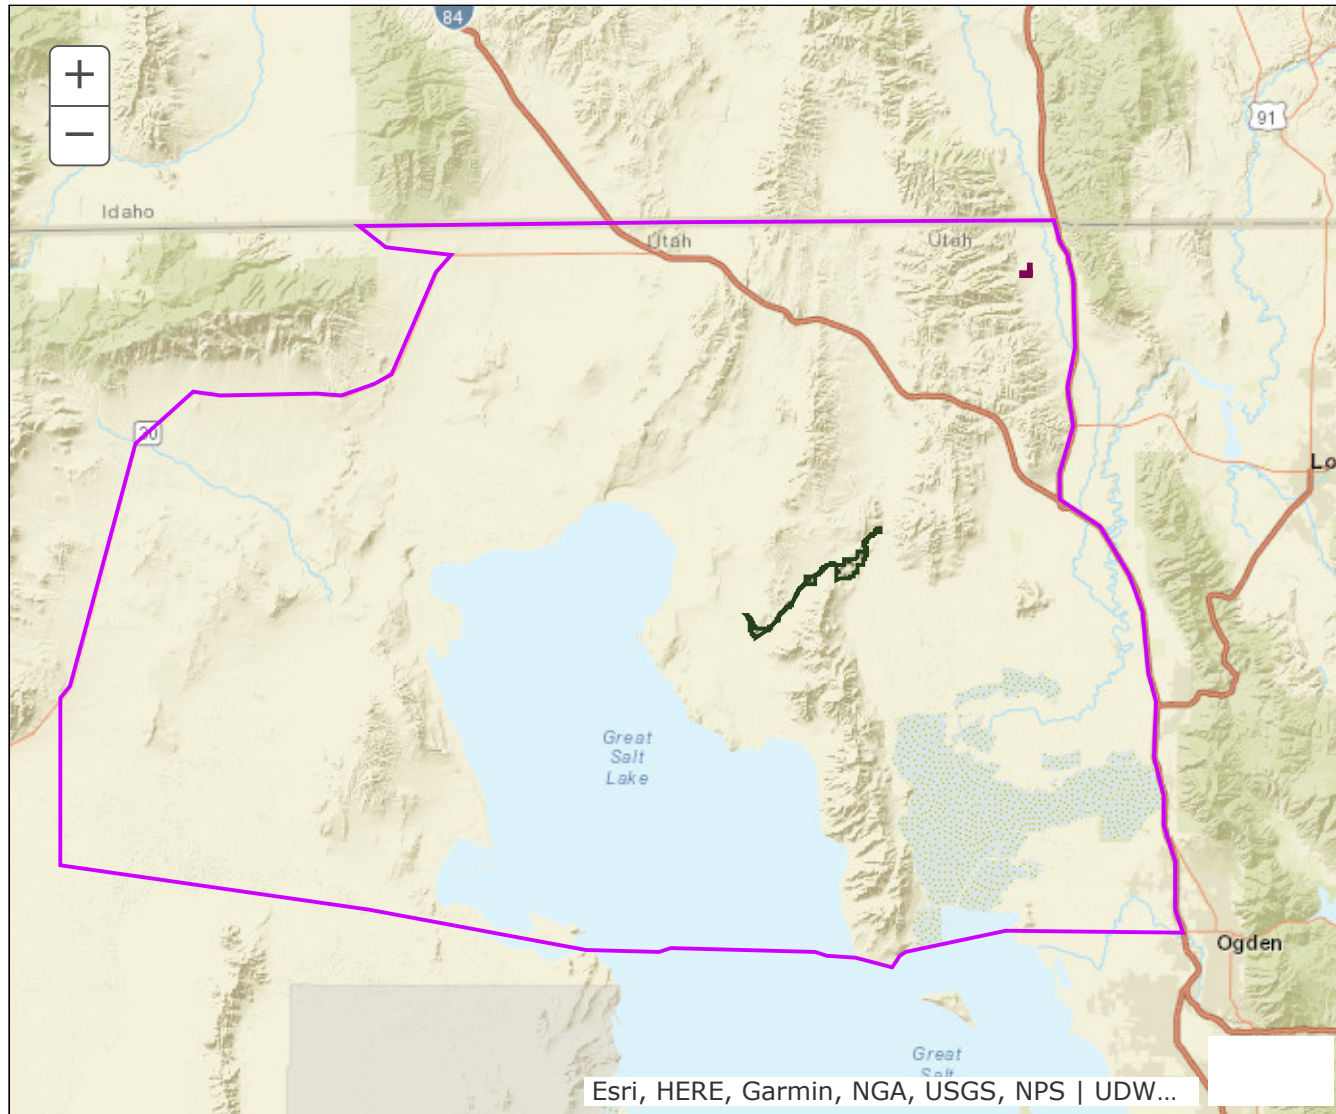 84
+
91
−
Idaho
Utah
Utah
30
Lo
Great
Salt
Lake
Ogden
Great
Salt
Esri, HERE, Garmin, NGA, USGS, NPS | UDW...